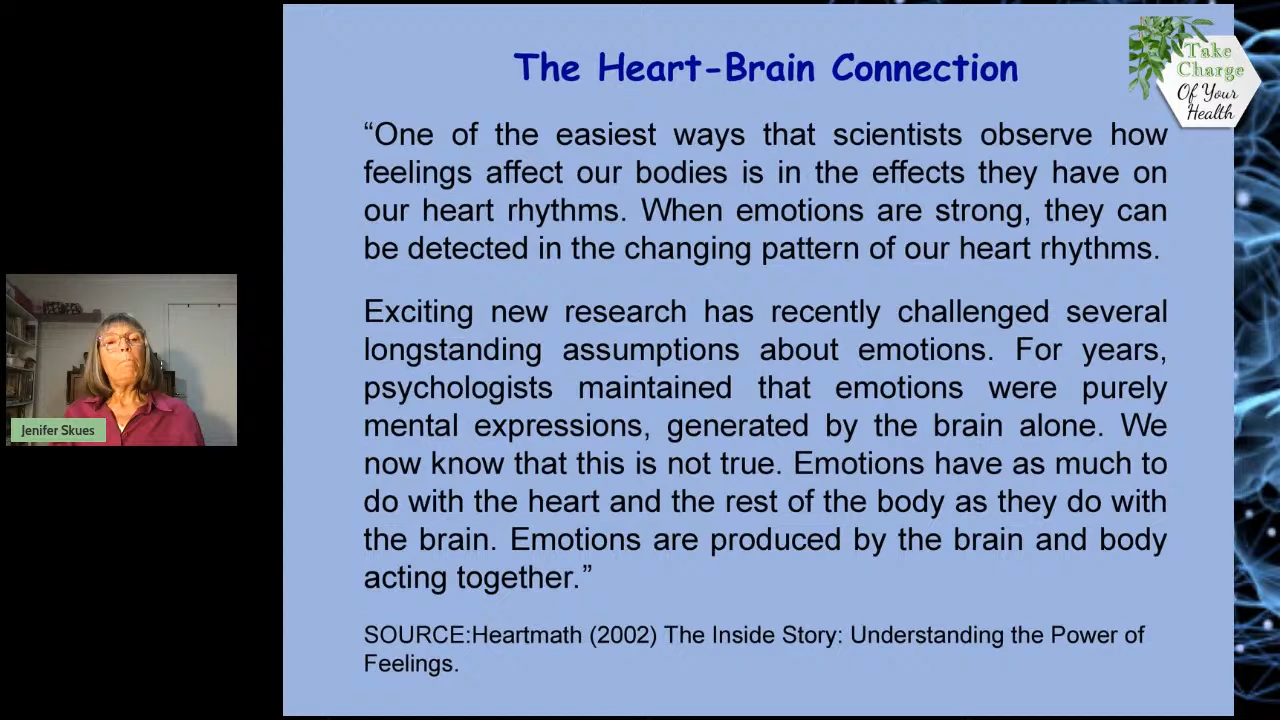 The Heart-Brain Connection
Take
Charge
Of Your
Health
“One of the easiest ways that scientists observe how
feelings affect our bodies is in the effects they have on
our heart rhythms. When emotions are strong, they can
be detected in the changing pattern of our heart rhythms.
Exciting new research has recently challenged several
longstanding assumptions about emotions. For years,
psychologists maintained that emotions were purely
mental expressions, generated by the brain alone. We
now know that this is not true. Emotions have as much to
do with the heart and the rest of the body as they do with
the brain. Emotions are produced by the brain and body
acting together.”
SOURCE:Heartmath (2002) The Inside Story: Understanding the Power of
Feelings.
Jenifer Skues